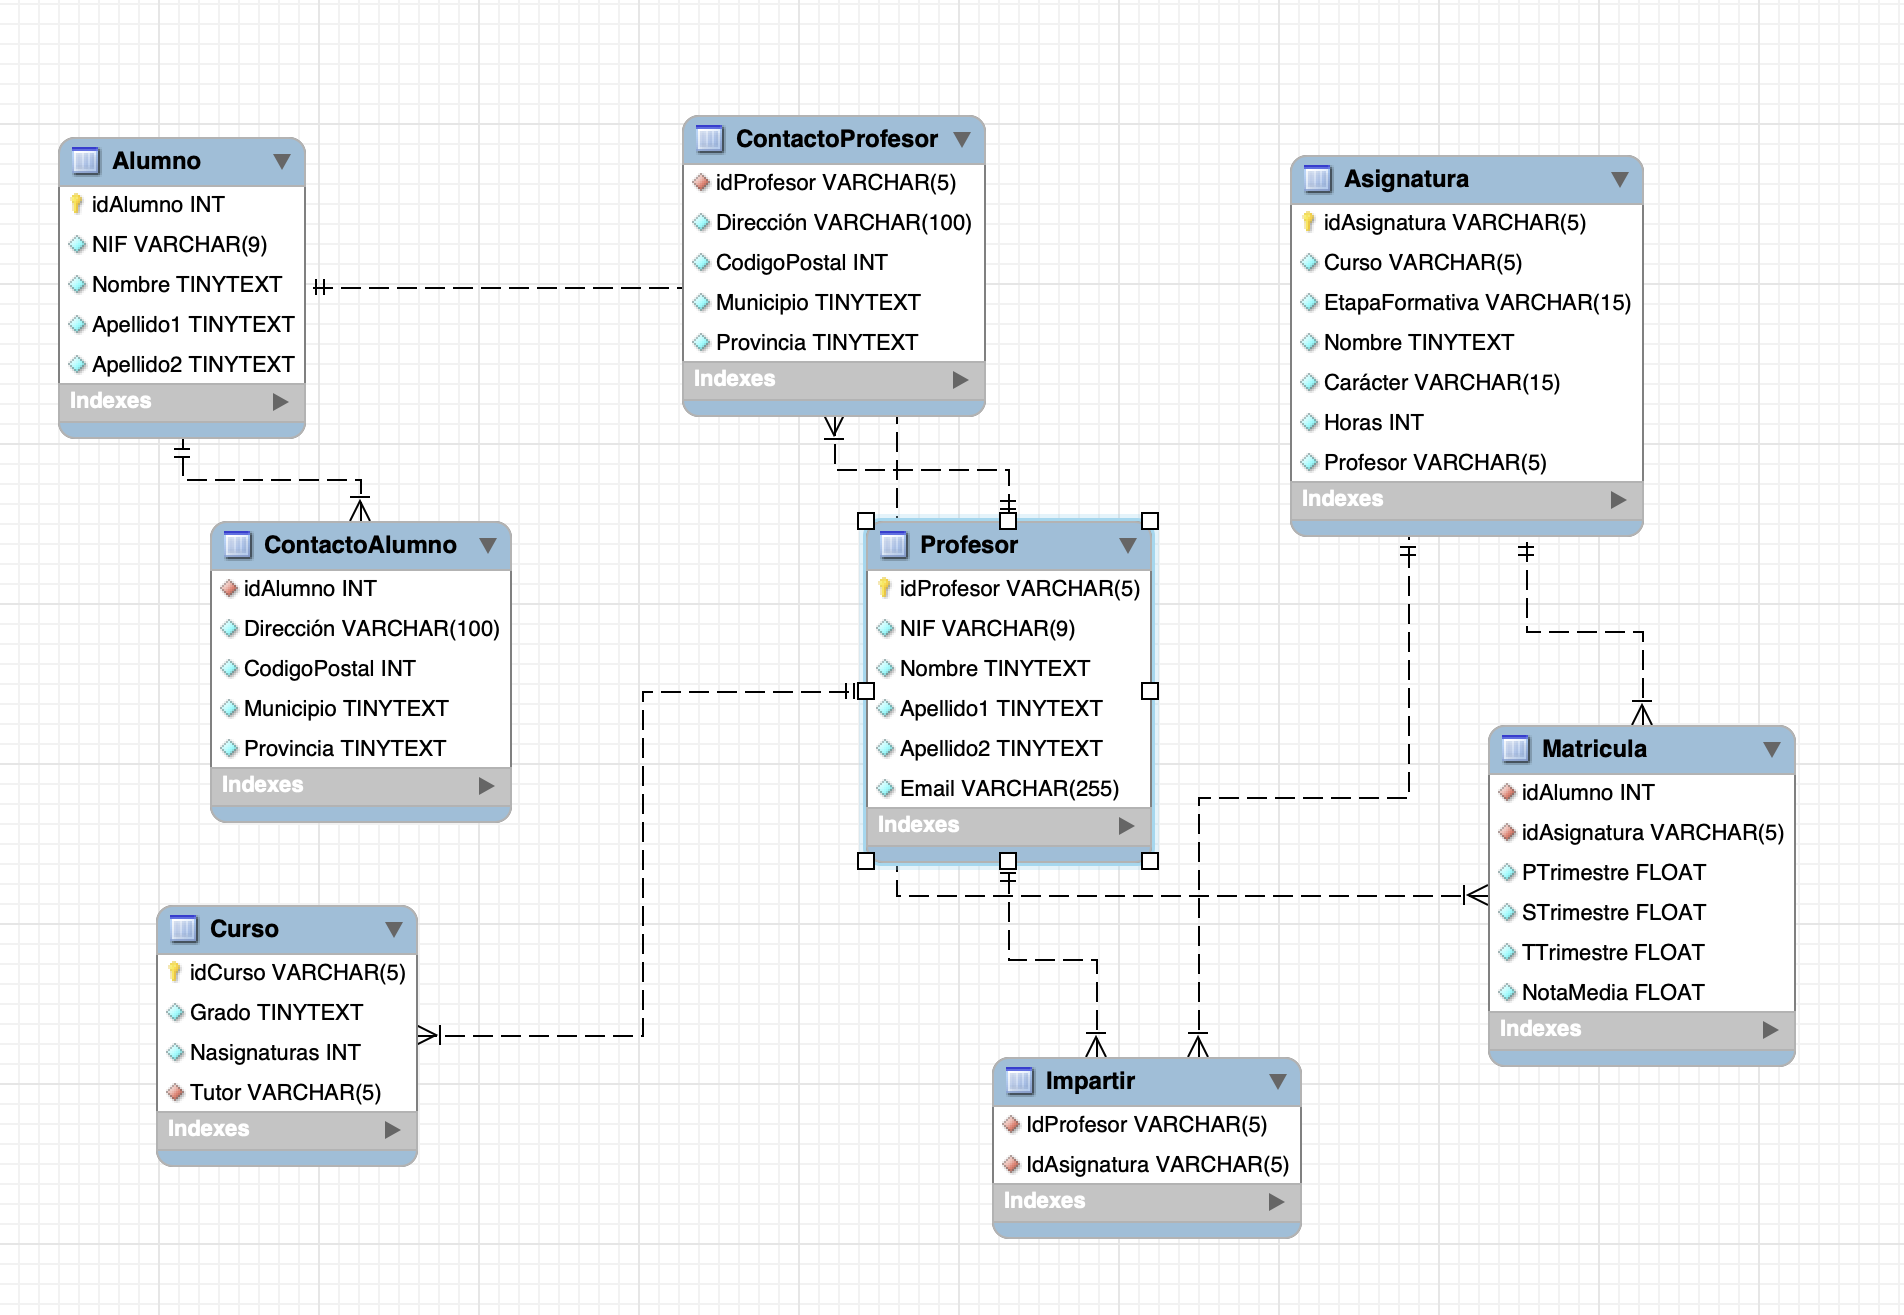 Alumno
idAlumno INT
NIF VARCHAR(9)
Nombre TINYTEXT
Apellido1 TINYTEXT
Apellido2 TINYTEXT
Indexes
ContactoProfesor
idProfesor VARCHAR(5)
Dirección VARCHAR(100)
CodigoPostal INT
Municipio TINYTEXT
Provincia TINYTEXT
Indexes
Asignatura
idAsignatura VARCHAR(5)
Curso VARCHAR(5)
EtapaFormativa VARCHAR(15)
Nombre TINYTEXT
Carácter VARCHAR(15)
Horas INT
Profesor VARCHAR(5)
Indexes
ContactoAlumno
idAlumno INT
Dirección VARCHAR(100)
CodigoPostal INT
Municipio TINYTEXT
Provincia TINYTEXT
Indexes
Profesor
idProfesor VARCHAR(5)
NIF VARCHAR(9)
Nombre TINYTEXT
Apellido1 TINYTEXT
Apellido2 TINYTEXT
Email VARCHAR(255)
Indexes
Matricula
idAlumno INT
idAsignatura VARCHAR(5)
PTrimestre FLOAT
STrimestre FLOAT
TTrimestre FLOAT
NotaMedia FLOAT
Indexes
Curso
idCurso VARCHAR(5)
Grado TINYTEXT
Nasignaturas INT
Tutor VARCHAR(5)
Indexes
Impartir
IdProfesor VARCHAR(5)
IdAsignatura VARCHAR(5)
Indexes